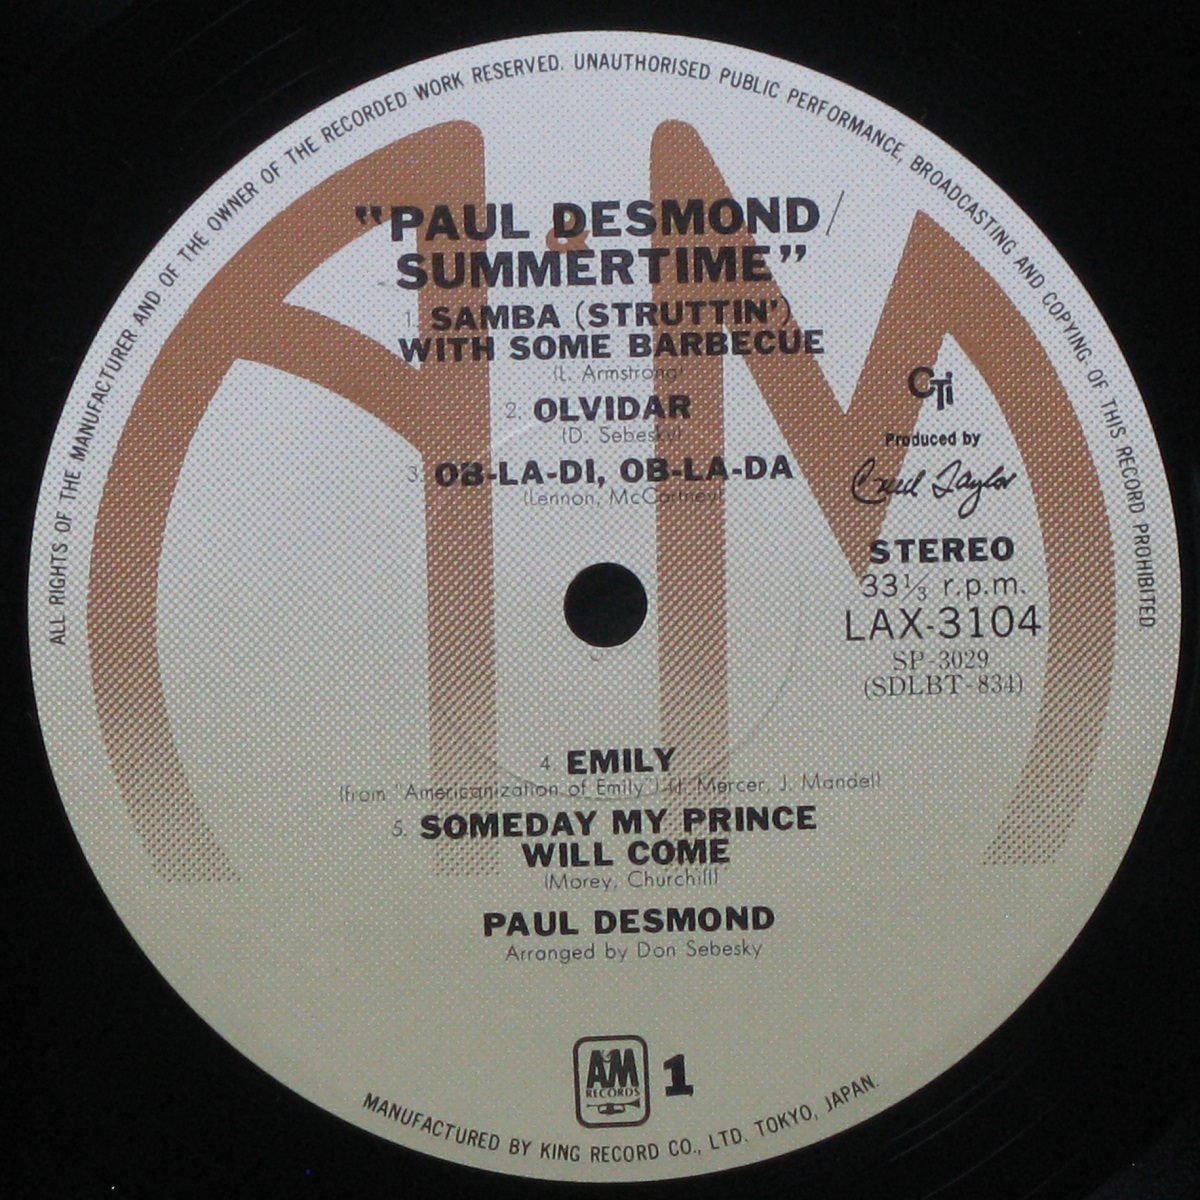 ALL RIGHTS OF THE MANUFACTURER AND OF THE OWNER OF THE RECORDED WORK RESERVED. UNAUTHORISED PUBLIC PERFORMANCE, BROADCASTING AND COPYING OF THIS RECORD PROHIBITED.
"PAUL DESMOND/
SUMMERTIME"
1. SAMBA (STRUTTIN')
WITH SOME BARBECUE
(L. Armstrong)
2. OLVIDAR
(D. Sebesky)
3. OB-LA-DI, OB-LA-DA
(Lennon, McCartney)
CTi
Produced by
Creed Taylor
STEREO
33⅓ r.p.m.
LAX-3104
SP-3029
(SDLBT-834)
4. EMILY
(from "Americanization of Emily") (J. Mercer, J. Mandel)
5. SOMEDAY MY PRINCE
WILL COME
(Morey, Churchill)
PAUL DESMOND
Arranged by Don Sebesky
A&M
RECORDS
1
MANUFACTURED BY KING RECORD CO., LTD. TOKYO, JAPAN.